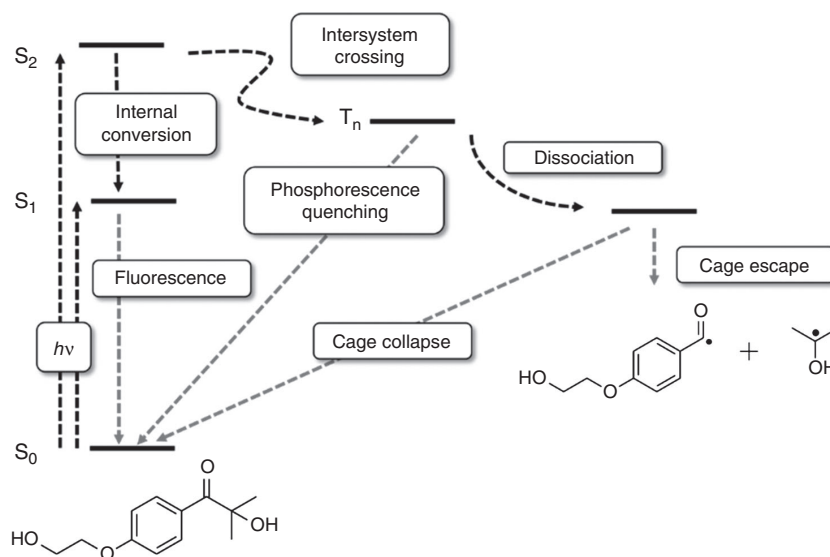 S2
Intersystem
crossing
Internal
conversion
Tn
Dissociation
Phosphorescence
quenching
S1
Fluorescence
Cage escape
hν
Cage collapse
O
HO
O
+
OH
S0
O
OH
HO
O